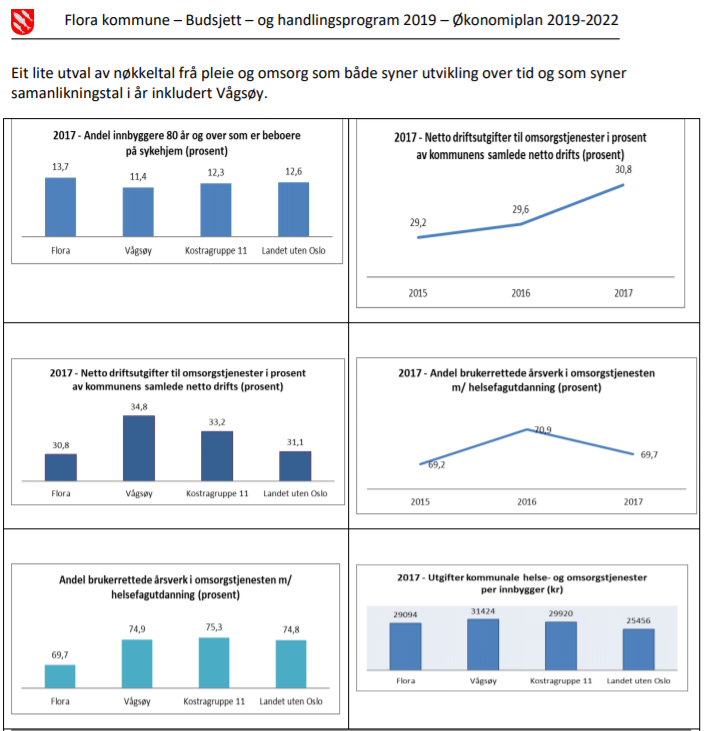 Flora kommune – Budsjett – og handlingsprogram 2019 – Økonomiplan 2019-2022
Eit lite utval av nøkkeltal frå pleie og omsorg som både syner utvikling over tid og som syner
samanlikningstal i år inkludert Vågsøy.
2017 - Andel innbyggere 80 år og over som er beboere
på sykehjem (prosent)
13,7
11,4
12,3
12,6
Flora
Vågsøy
Kostragruppe 11
Landet uten Oslo
2017 - Netto driftsutgifter til omsorgstjenester i prosent
av kommunens samlede netto drifts (prosent)
30,8
29,6
29,2
2015
2016
2017
2017 - Netto driftsutgifter til omsorgstjenester i prosent
av kommunens samlede netto drifts (prosent)
34,8
33,2
30,8
31,1
Flora
Vågsøy
Kostragruppe 11
Landet uten Oslo
2017 - Andel brukerrettede årsverk i omsorgstjenesten
m/ helsefagutdanning (prosent)
70,9
69,7
69,2
2015
2016
2017
Andel brukerrettede årsverk i omsorgstjenesten m/
helsefagutdanning (prosent)
74,9
75,3
74,8
69,7
Flora
Vågsøy
Kostragruppe 11
Landet uten Oslo
2017 - Utgifter kommunale helse- og omsorgstjenester
per innbygger (kr)
29094
31424
29920
25456
Flora
Vågsøy
Kostragruppe 11
Landet uten Oslo